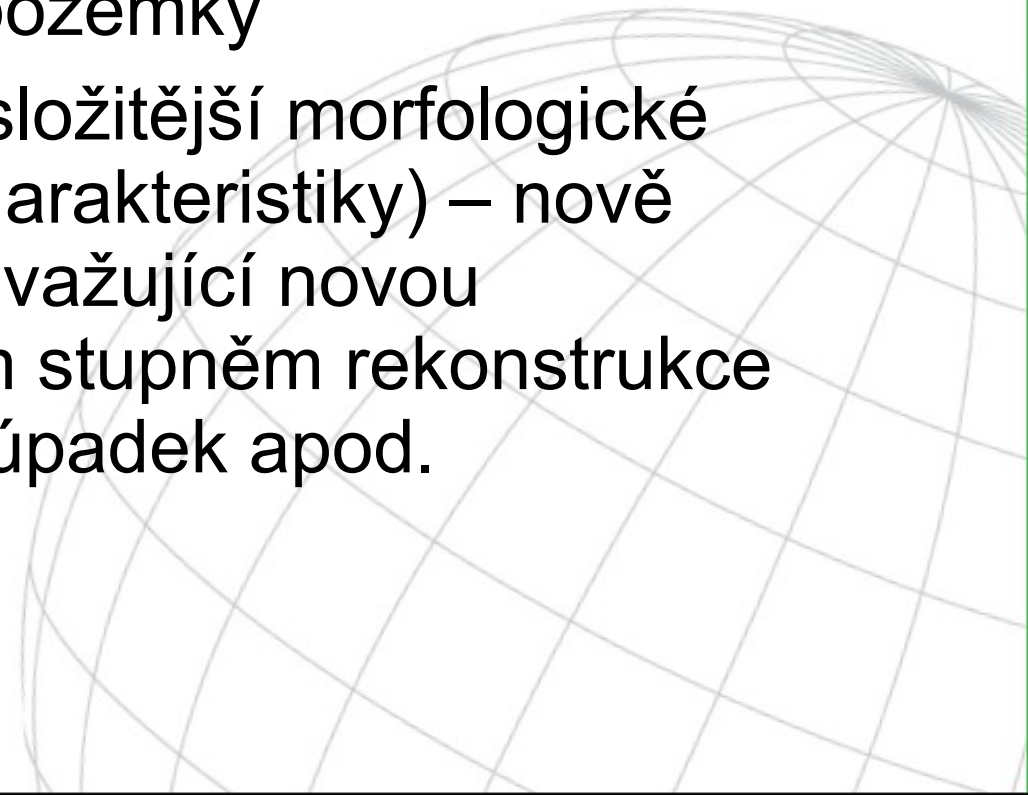 pozemky
složitější morfologické
arakteristiky) – nově
važující novou
stupněm rekonstrukce
úpadek apod.